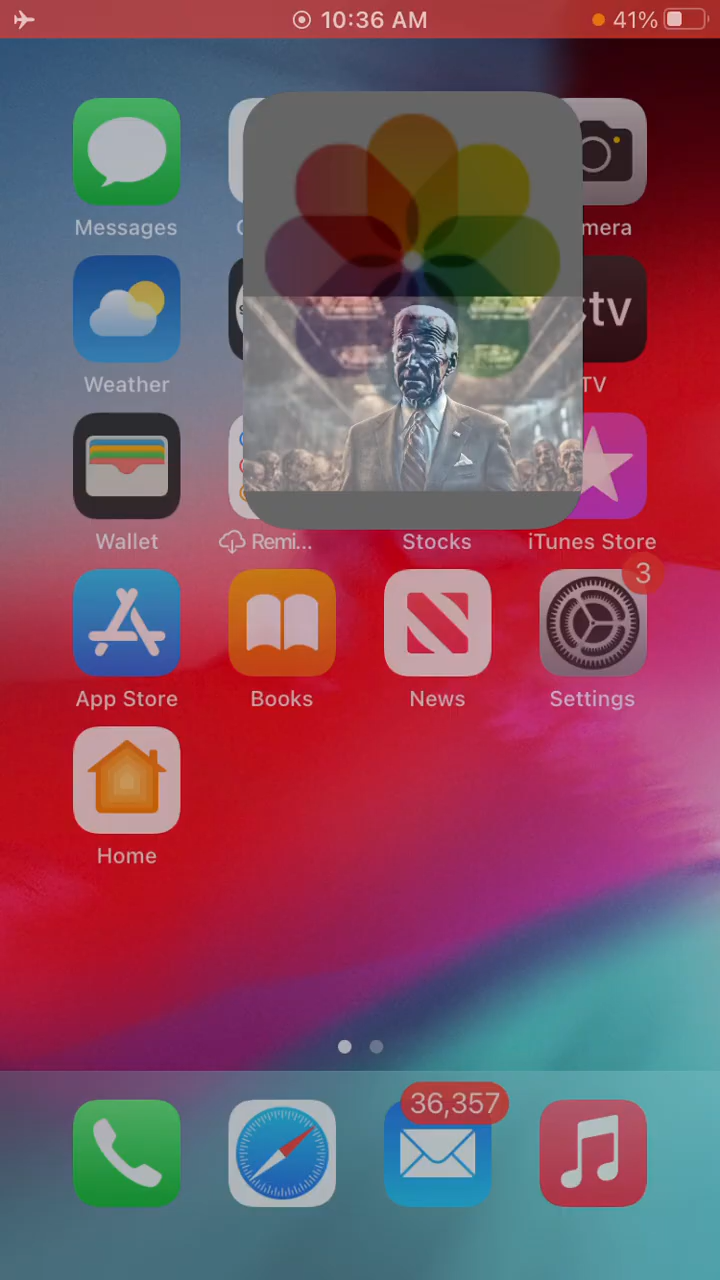 10:36 AM
41%
Messages
mera
Weather
TV
tv
Wallet
Remi...
Stocks
iTunes Store
App Store
Books
News
3
Settings
Home
36,357